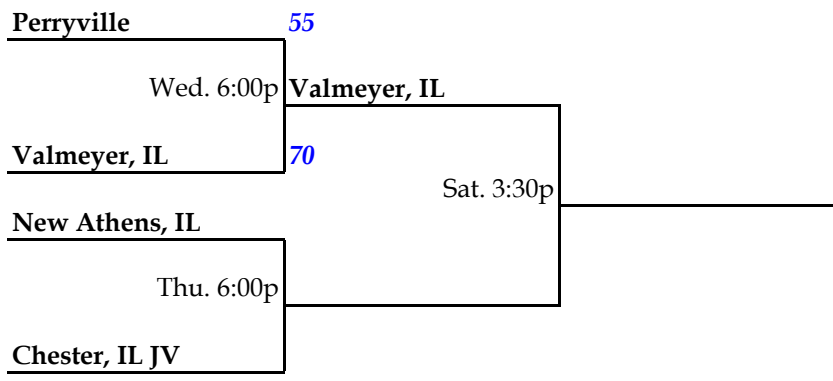 Perryville 55
Wed. 6:00p Valmeyer, IL
Valmeyer, IL 70
Sat. 3:30p
New Athens, IL
Thu. 6:00p
Chester, IL JV